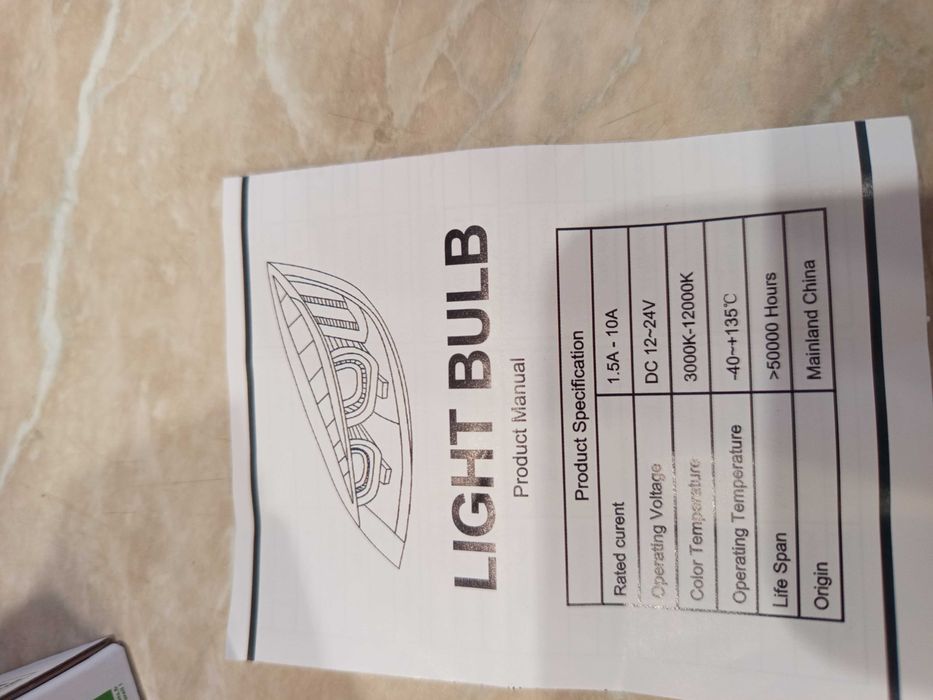 LIGHT BULB
Product Manual
Product Specification
Rated curent 1.5A - 10A
Operating Voltage DC 12~24V
Color Temperature 3000K-12000K
Operating Temperature -40~+135℃
Life Span >50000 Hours
Origin Mainland China